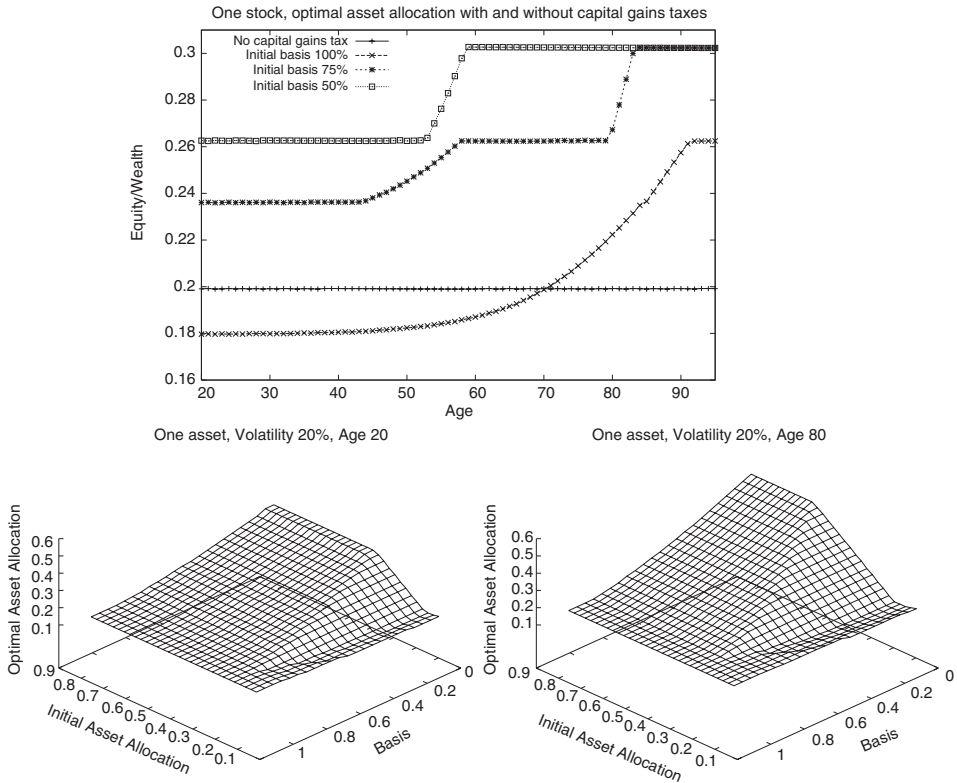 One stock, optimal asset allocation with and without capital gains taxes
No capital gains tax
Initial basis 100%
Initial basis 75%
Initial basis 50%
Equity/Wealth
0.3
0.28
0.26
0.24
0.22
0.2
0.18
0.16
20 30 40 50 60 70 80 90
Age
One asset, Volatility 20%, Age 20
Optimal Asset Allocation
0.6
0.5
0.4
0.3
0.2
0.1
0.9 0.8 0.7 0.6 0.5 0.4 0.3 0.2 0.1
Initial Asset Allocation
1 0.8 0.6 0.4 0.2 0
Basis
One asset, Volatility 20%, Age 80
Optimal Asset Allocation
0.6
0.5
0.4
0.3
0.2
0.1
0.9 0.8 0.7 0.6 0.5 0.4 0.3 0.2 0.1
Initial Asset Allocation
1 0.8 0.6 0.4 0.2 0
Basis